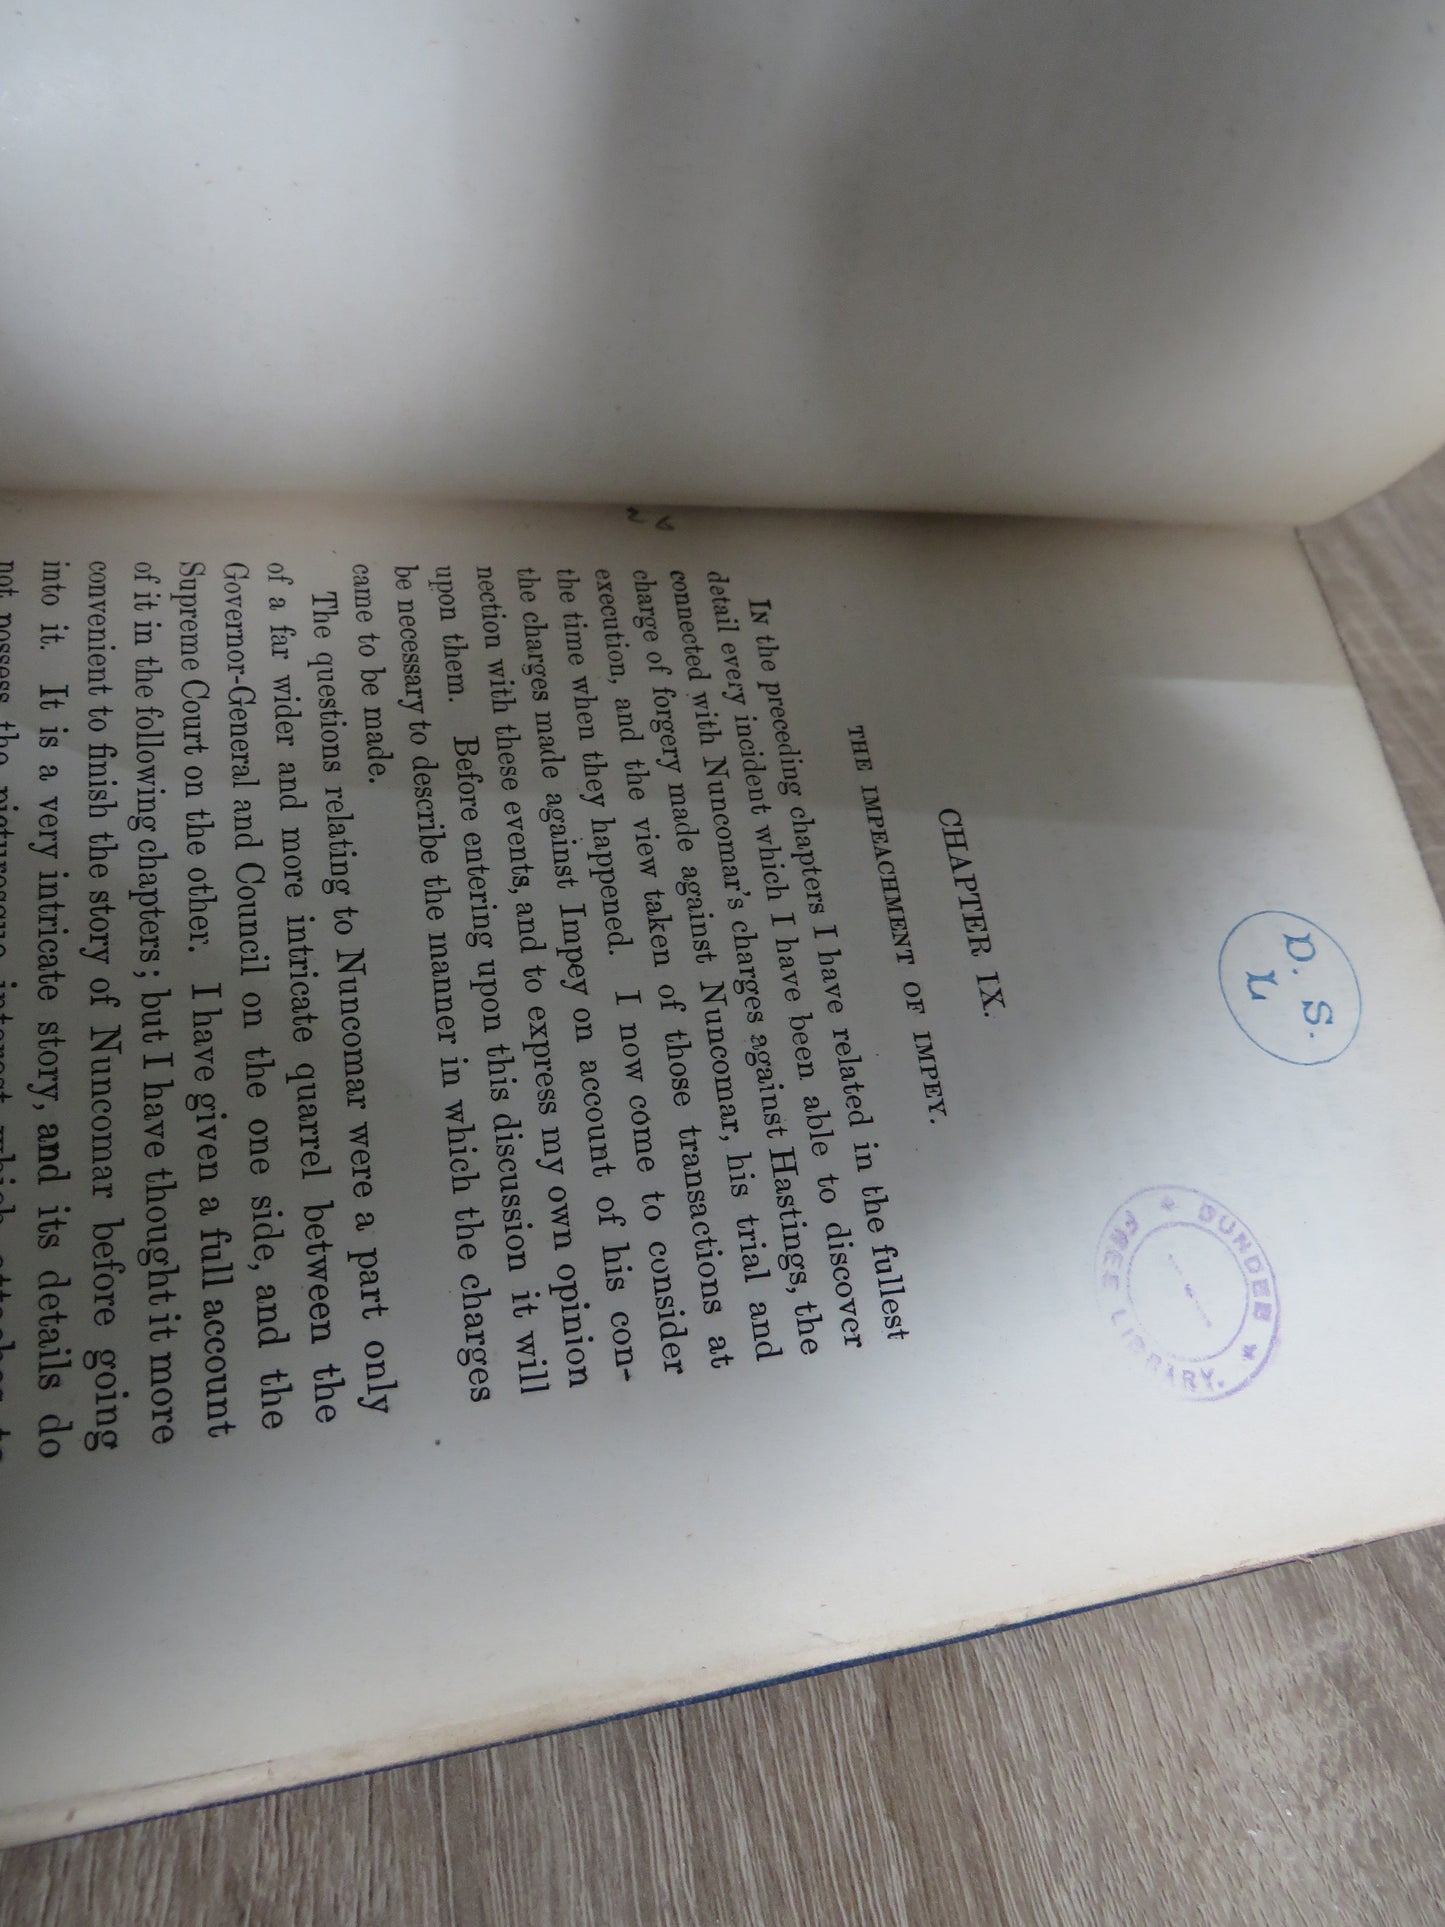 D. S.
L
DUNDEE
FREE LIBRARY.
CHAPTER IX.
THE IMPEACHMENT OF IMPEY.
IN the preceding chapters I have related in the fullest
detail every incident which I have been able to discover
connected with Nuncomar's charges against Hastings, the
charge of forgery made against Nuncomar, his trial and
execution, and the view taken of those transactions at
the time when they happened. I now come to consider
the charges made against Impey on account of his con-
nection with these events, and to express my own opinion
upon them. Before entering upon this discussion it will
be necessary to describe the manner in which the charges
came to be made.
The questions relating to Nuncomar were a part only
of a far wider and more intricate quarrel between the
Governor-General and Council on the one side, and the
Supreme Court on the other. I have given a full account
of it in the following chapters; but I have thought it more
convenient to finish the story of Nuncomar before going
into it. It is a very intricate story, and its details do
not possess the picturesque interest which attaches to